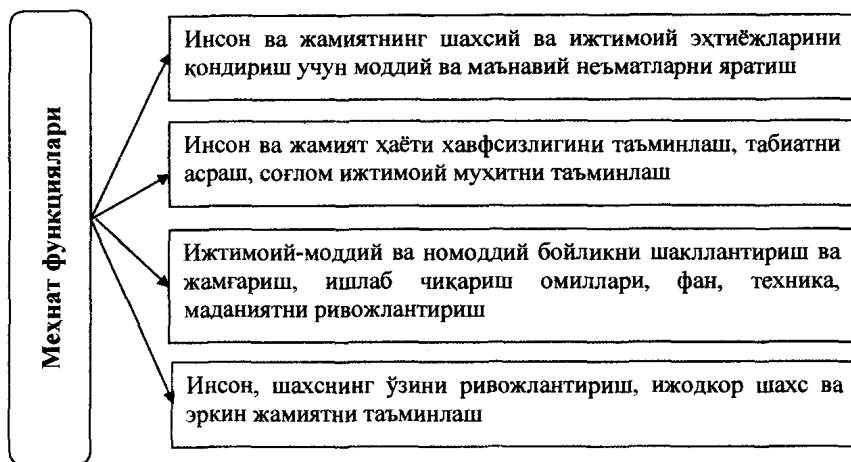 Меҳнат функциялари
Инсон ва жамиятнинг шахсий ва ижтимоий эҳтиёжларини
қондириш учун моддий ва маънавий неъматларни яратиш
Инсон ва жамият ҳаёти хавфсизлигини таъминлаш, табиатни
асраш, соғлом ижтимоий муҳитни таъминлаш
Ижтимоий-моддий ва номоддий бойликни шакллантириш ва
жамғариш, ишлаб чиқариш омиллари, фан, техника,
маданиятни ривожлантириш
Инсон, шахснинг ўзини ривожлантириш, ижодкор шахс ва
эркин жамиятни таъминлаш